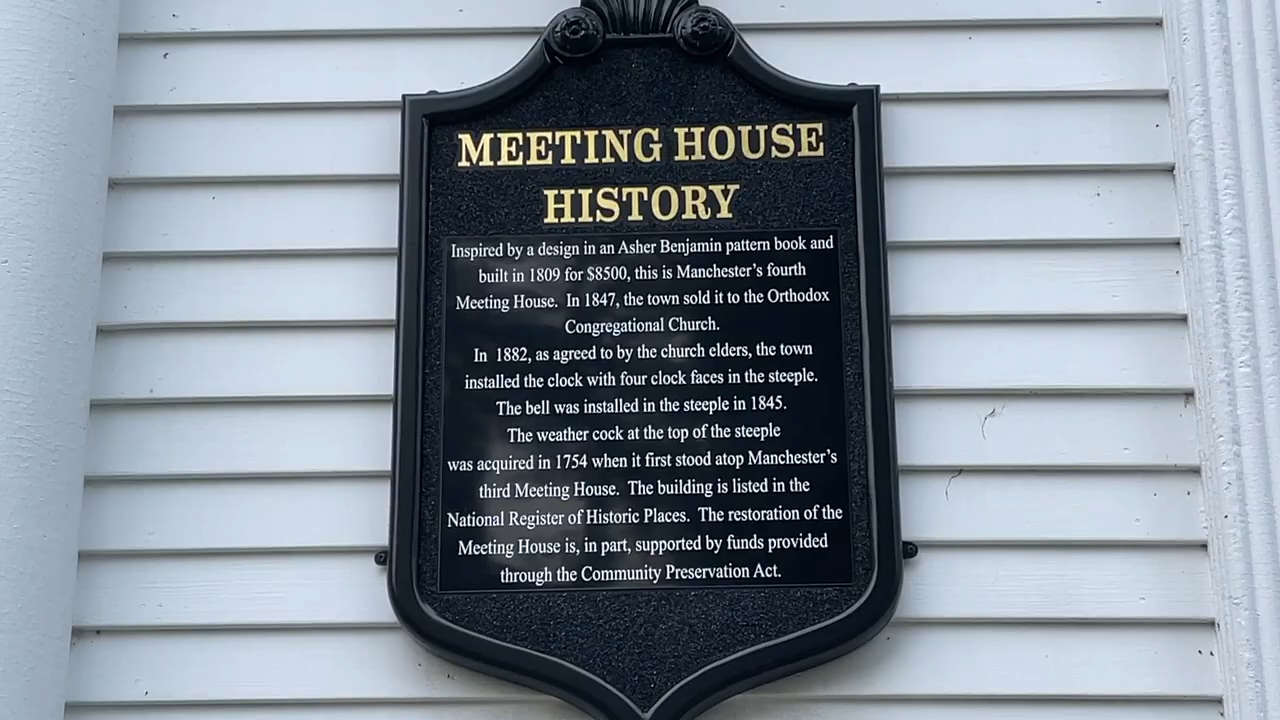 MEETING HOUSE
HISTORY
Inspired by a design in an Asher Benjamin pattern book and
built in 1809 for $8500, this is Manchester's fourth
Meeting House. In 1847, the town sold it to the Orthodox
Congregational Church.
In 1882, as agreed to by the church elders, the town
installed the clock with four clock faces in the steeple.
The bell was installed in the steeple in 1845.
The weather cock at the top of the steeple
was acquired in 1754 when it first stood atop Manchester's
third Meeting House. The building is listed in the
National Register of Historic Places. The restoration of the
Meeting House is, in part, supported by funds provided
through the Community Preservation Act.